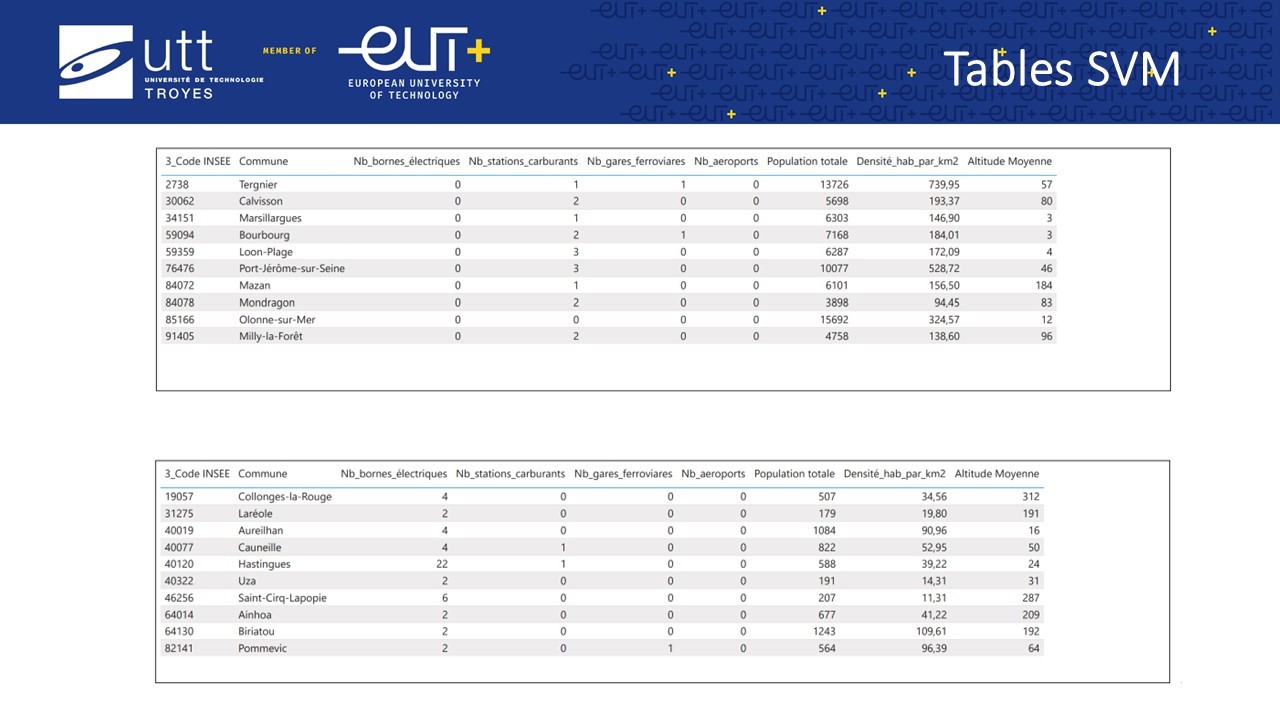 utt
UNIVERSITÉ DE TECHNOLOGIE
TROYES
MEMBER OF
eut+
EUROPEAN UNIVERSITY
OF TECHNOLOGY
Tables SVM
3_Code INSEE Commune Nb_bornes_électriques Nb_stations_carburants Nb_gares_ferroviares Nb_aeroports Population totale Densité_hab_par_km2 Altitude Moyenne
2738 Tergnier 0 1 1 0 13726 739,95 57
30062 Calvisson 0 2 0 0 5698 193,37 80
34151 Marsillargues 0 1 0 0 6303 146,90 3
59094 Bourbourg 0 2 1 0 7168 184,01 3
59359 Loon-Plage 0 3 0 0 6287 172,09 4
76476 Port-Jérôme-sur-Seine 0 3 0 0 10077 528,72 46
84072 Mazan 0 1 0 0 6101 156,50 184
84078 Mondragon 0 2 0 0 3898 94,45 83
85166 Olonne-sur-Mer 0 0 0 0 15692 324,57 12
91405 Milly-la-Forêt 0 2 0 0 4758 138,60 96
3_Code INSEE Commune Nb_bornes_électriques Nb_stations_carburants Nb_gares_ferroviares Nb_aeroports Population totale Densité_hab_par_km2 Altitude Moyenne
19057 Collonges-la-Rouge 4 0 0 0 507 34,56 312
31275 Laréole 2 0 0 0 179 19,80 191
40019 Aureilhan 4 0 0 0 1084 90,96 16
40077 Cauneille 4 1 0 0 822 52,95 50
40120 Hastingues 22 1 0 0 588 39,22 24
40322 Uza 2 0 0 0 191 14,31 31
46256 Saint-Cirq-Lapopie 6 0 0 0 207 11,31 287
64014 Ainhoa 2 0 0 0 677 41,22 209
64130 Biriatou 2 0 0 0 1243 109,61 192
82141 Pommevic 2 0 1 0 564 96,39 64